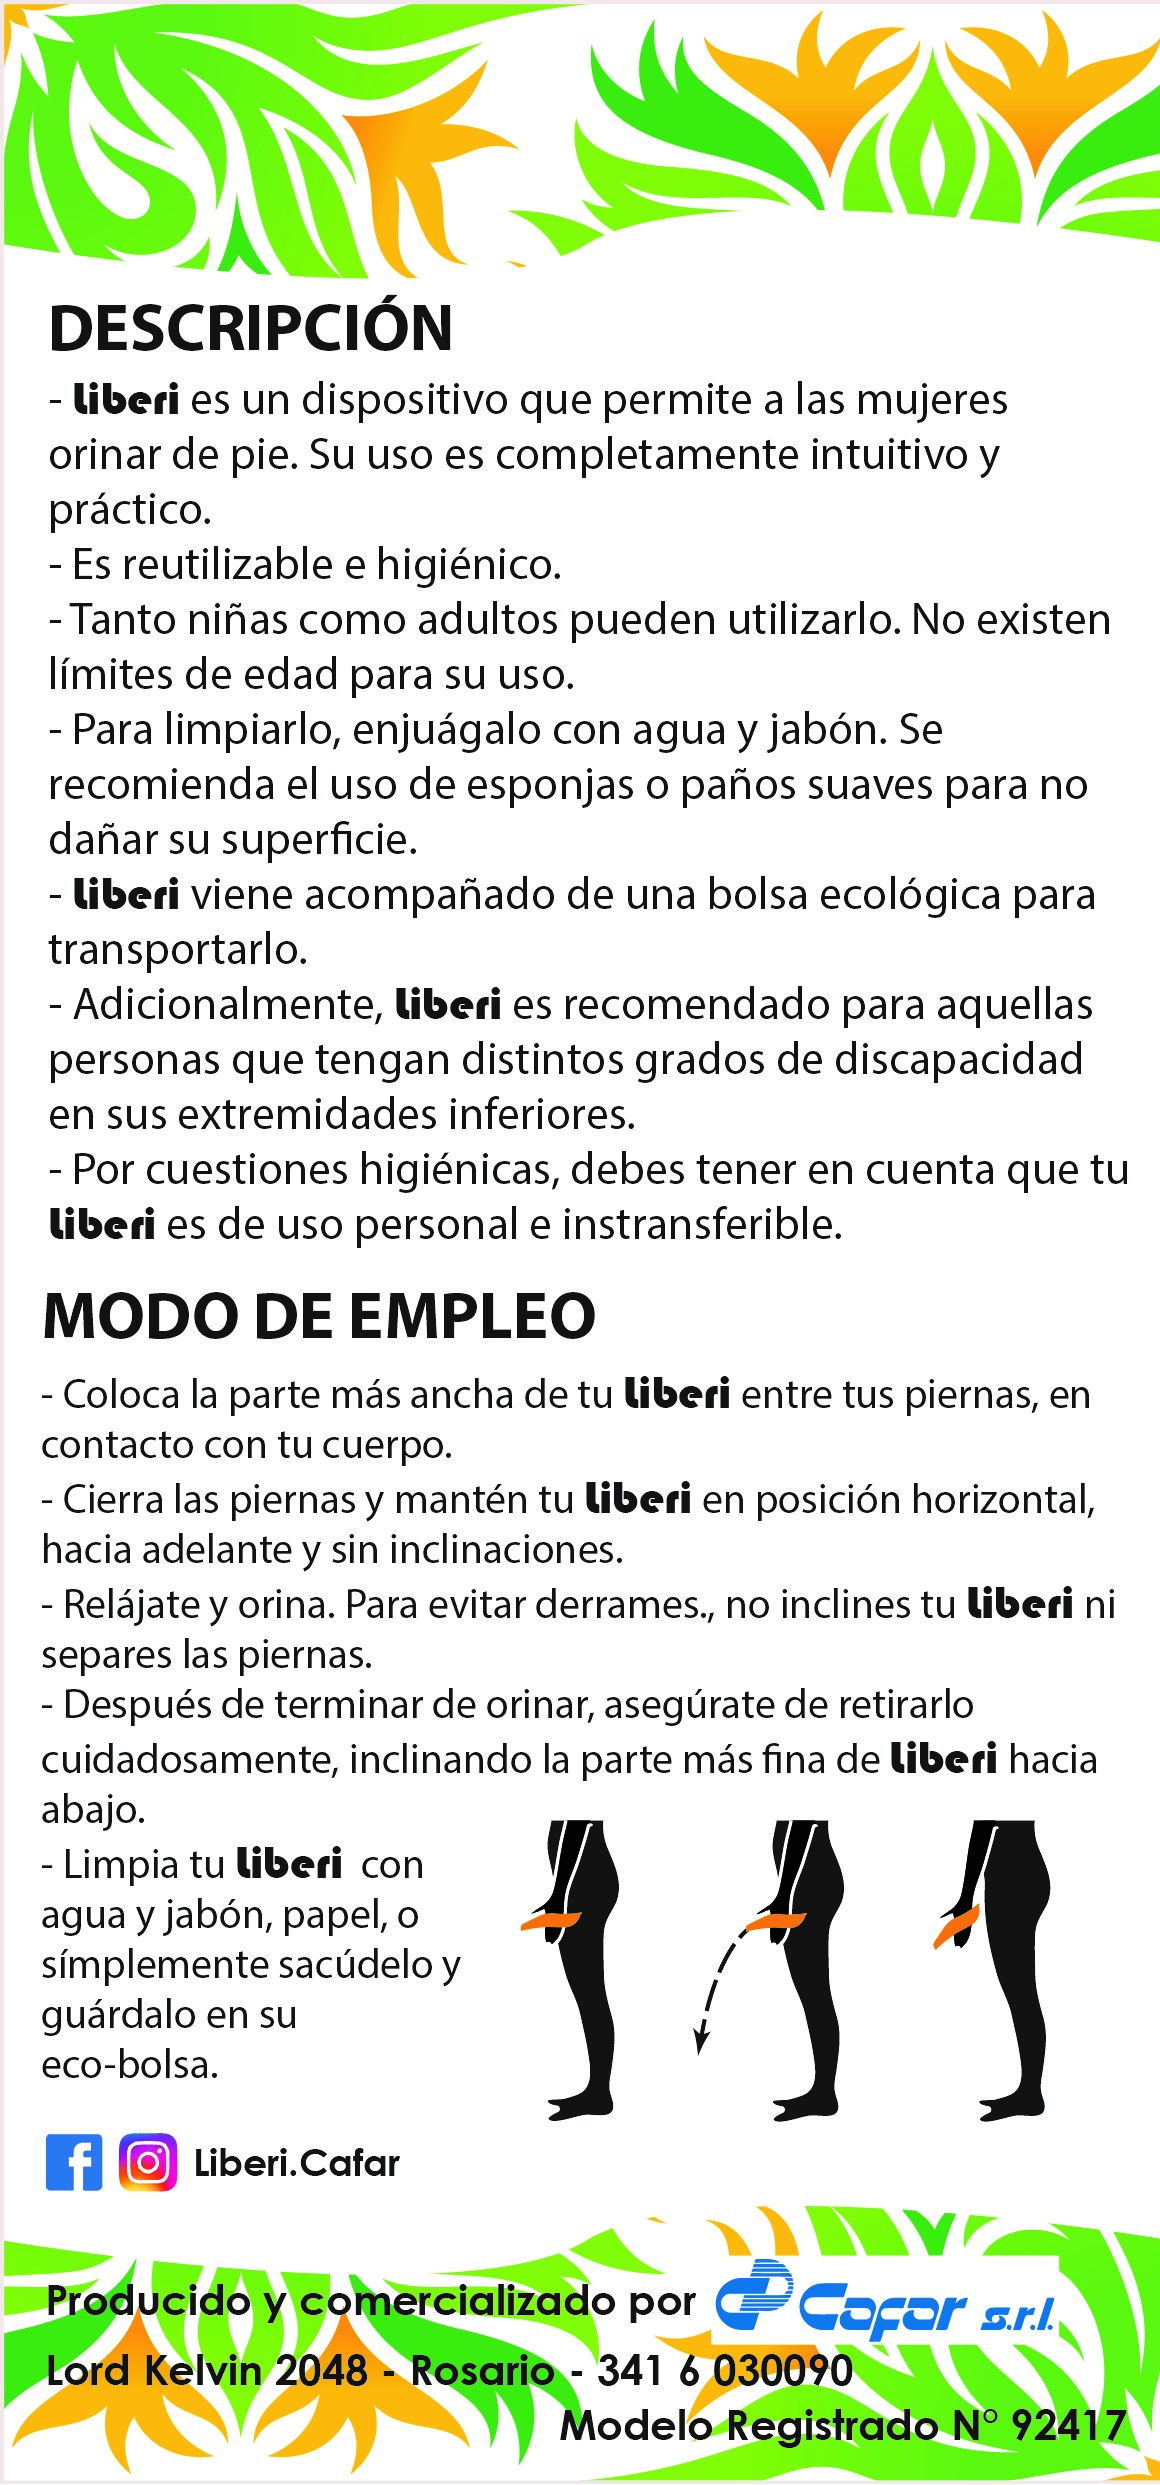 DESCRIPCIÓN
- Liberi es un dispositivo que permite a las mujeres
orinar de pie. Su uso es completamente intuitivo y
práctico.
- Es reutilizable e higiénico.
- Tanto niñas como adultos pueden utilizarlo. No existen
límites de edad para su uso.
- Para limpiarlo, enjuágalo con agua y jabón. Se
recomienda el uso de esponjas o paños suaves para no
dañar su superficie.
- Liberi viene acompañado de una bolsa ecológica para
transportarlo.
- Adicionalmente, Liberi es recomendado para aquellas
personas que tengan distintos grados de discapacidad
en sus extremidades inferiores.
- Por cuestiones higiénicas, debes tener en cuenta que tu
Liberi es de uso personal e instransferible.
MODO DE EMPLEO
- Coloca la parte más ancha de tu Liberi entre tus piernas, en
contacto con tu cuerpo.
- Cierra las piernas y mantén tu Liberi en posición horizontal,
hacia adelante y sin inclinaciones.
- Relájate y orina. Para evitar derrames., no inclines tu Liberi ni
separes las piernas.
- Después de terminar de orinar, asegúrate de retirarlo
cuidadosamente, inclinando la parte más fina de Liberi hacia
abajo.
- Limpia tu Liberi con
agua y jabón, papel, o
símplemente sacúdelo y
guárdalo en su
eco-bolsa.
Liberi.Cafar
Producido y comercializado por Cafar s.r.l.
Lord Kelvin 2048 - Rosario - 341 6 030090
Modelo Registrado N° 92417